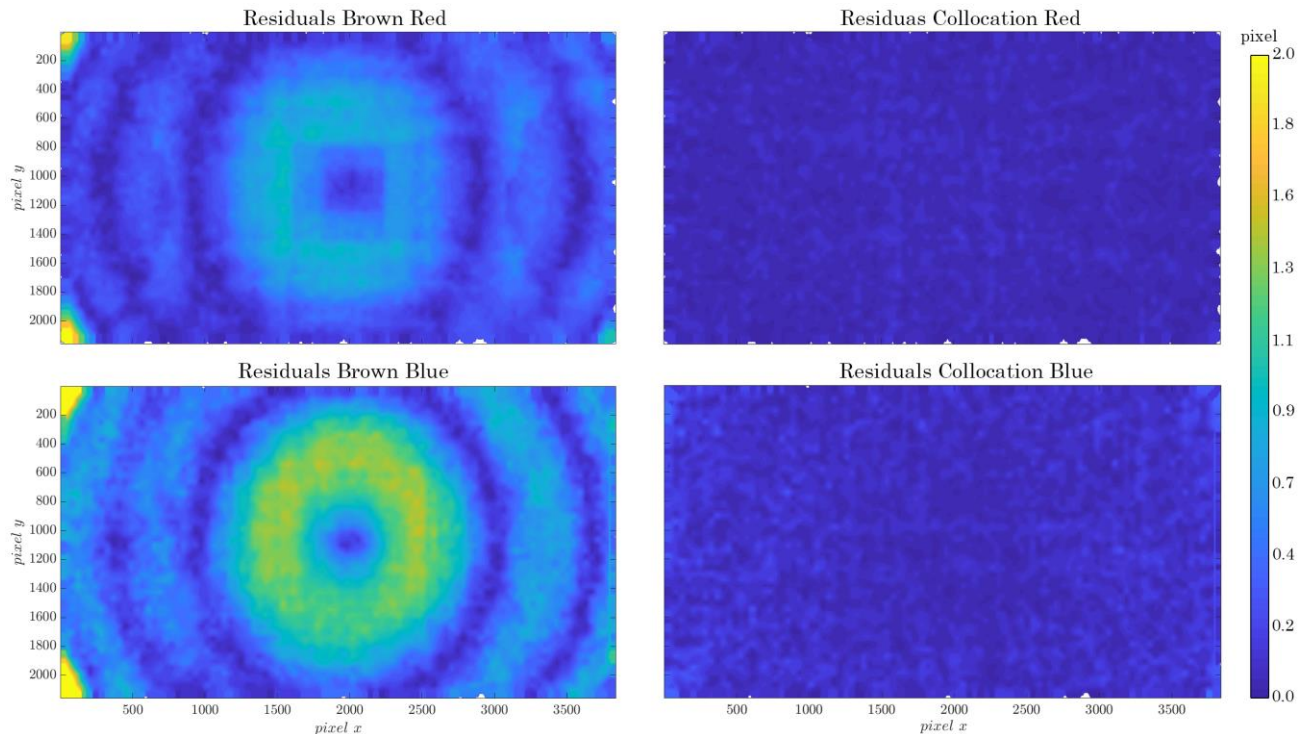 Residuals Brown Red
Residuas Collocation Red
pixel
200
400
600
800
1000
1200
1400
1600
1800
2000
pixel y
2.0
1.8
1.6
1.3
1.1
0.9
0.7
0.4
0.2
0.0
Residuals Brown Blue
Residuals Collocation Blue
200
400
600
800
1000
1200
1400
1600
1800
2000
pixel y
500 1000 1500 2000 2500 3000 3500
pixel x
500 1000 1500 2000 2500 3000 3500
pixel x